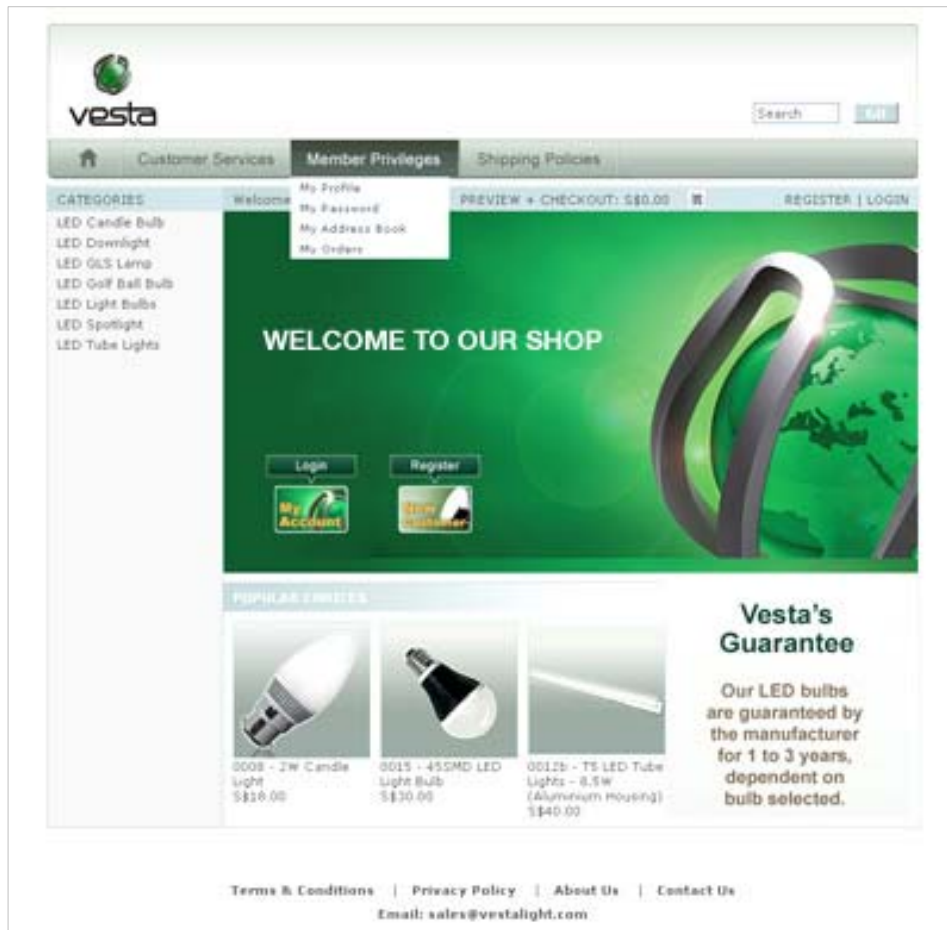 vesta
Search
Customer Services
Member Privileges
Shipping Policies
My Profile
My Password
My Address Book
My Orders
CATEGORIES
Welcome
PREVIEW + CHECKOUT: S$0.00
REGISTER | LOGIN
LED Candle Bulb
LED Downlight
LED GLS Lamp
LED Golf Ball Bulb
LED Light Bulbs
LED Spotlight
LED Tube Lights
WELCOME TO OUR SHOP
Login
Register
My
Account
New
Customer
POPULAR CHOICES
0008 - 2W Candle
Light
S$18.00
0015 - 45SMD LED
Light Bulb
S$30.00
0012b - T5 LED Tube
Lights - 8.5W
(Aluminium Housing)
S$40.00
Vesta's
Guarantee
Our LED bulbs
are guaranteed by
the manufacturer
for 1 to 3 years,
dependent on
bulb selected.
Terms & Conditions | Privacy Policy | About Us | Contact Us
Email: sales@vestalight.com